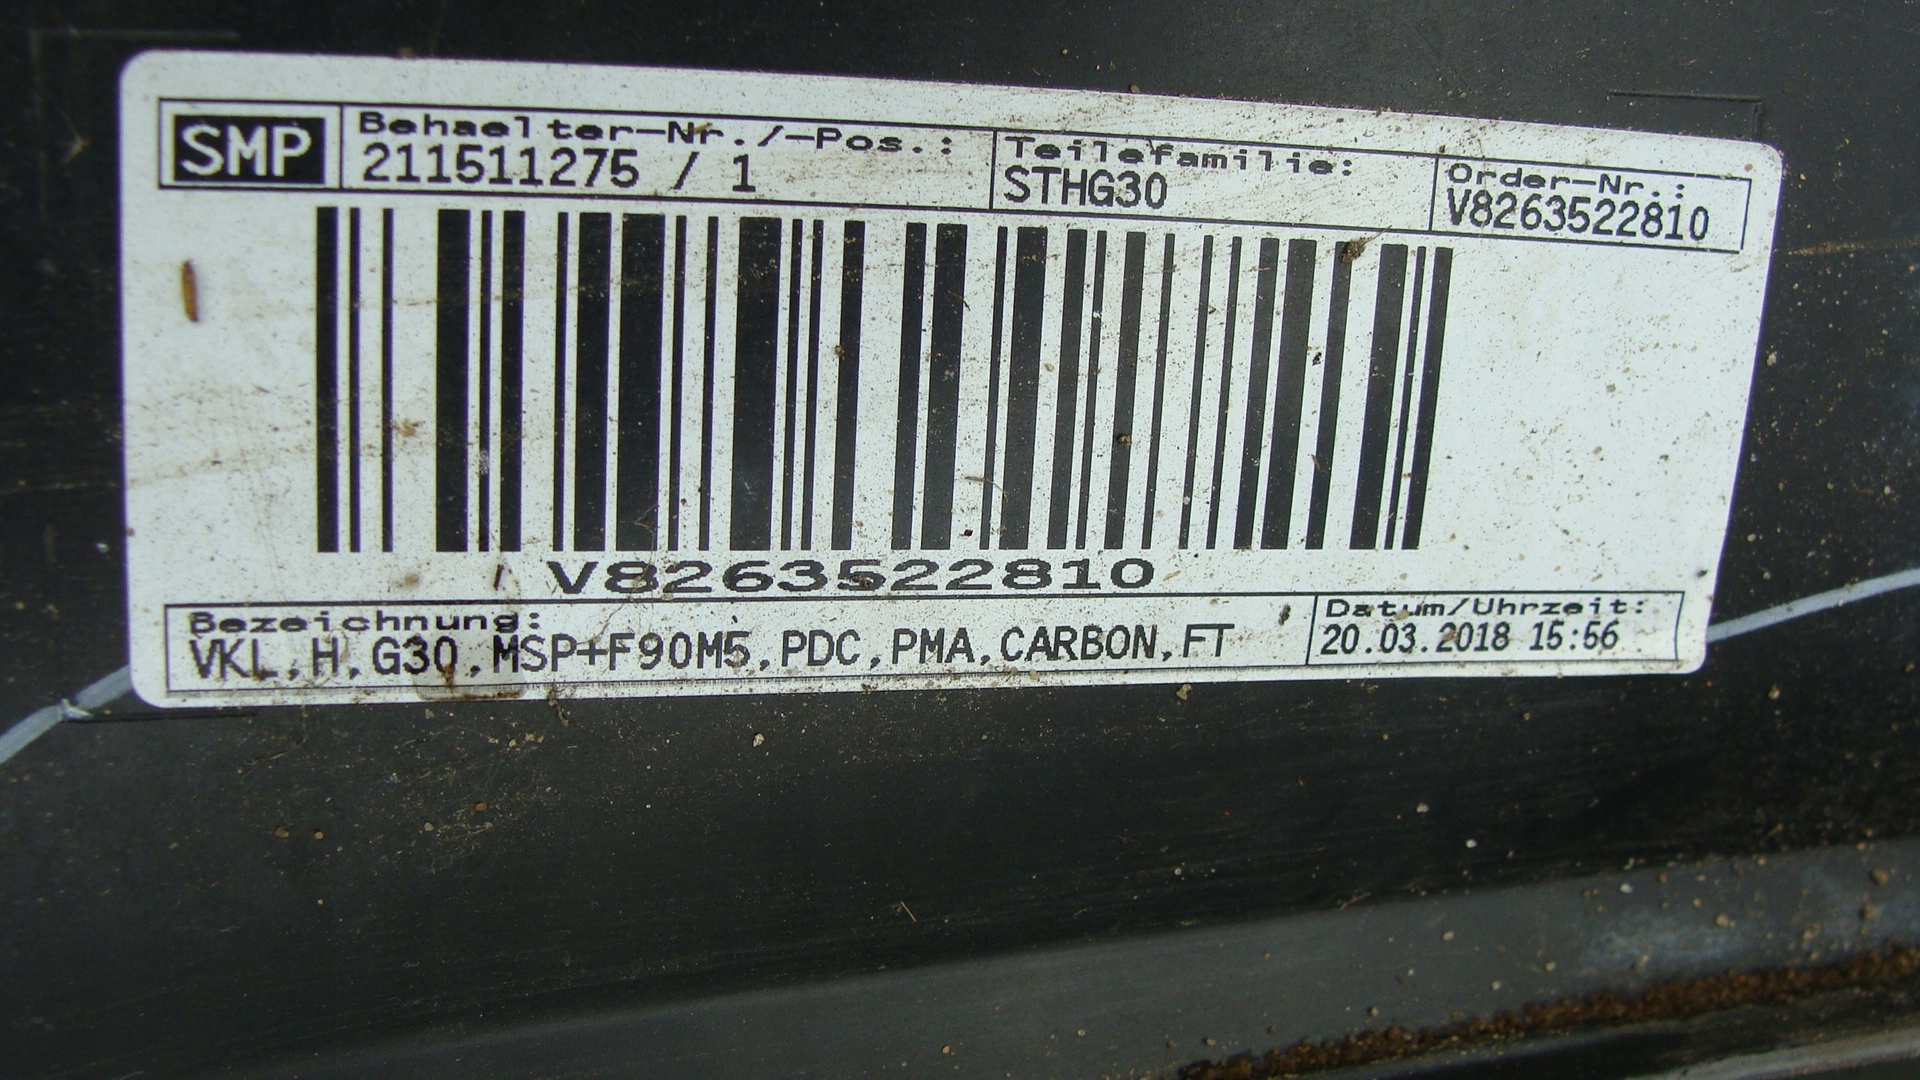 SMP
Behaelter-Nr./-Pos.:
211511275 / 1
Teilefamilie:
STHG30
Order-Nr.:
V8263522810
V8263522810
Bezeichnung:
VKL,H,G30,MSP+F90M5,PDC,PMA,CARBON,FT
Datum/Uhrzeit:
20.03.2018 15:56